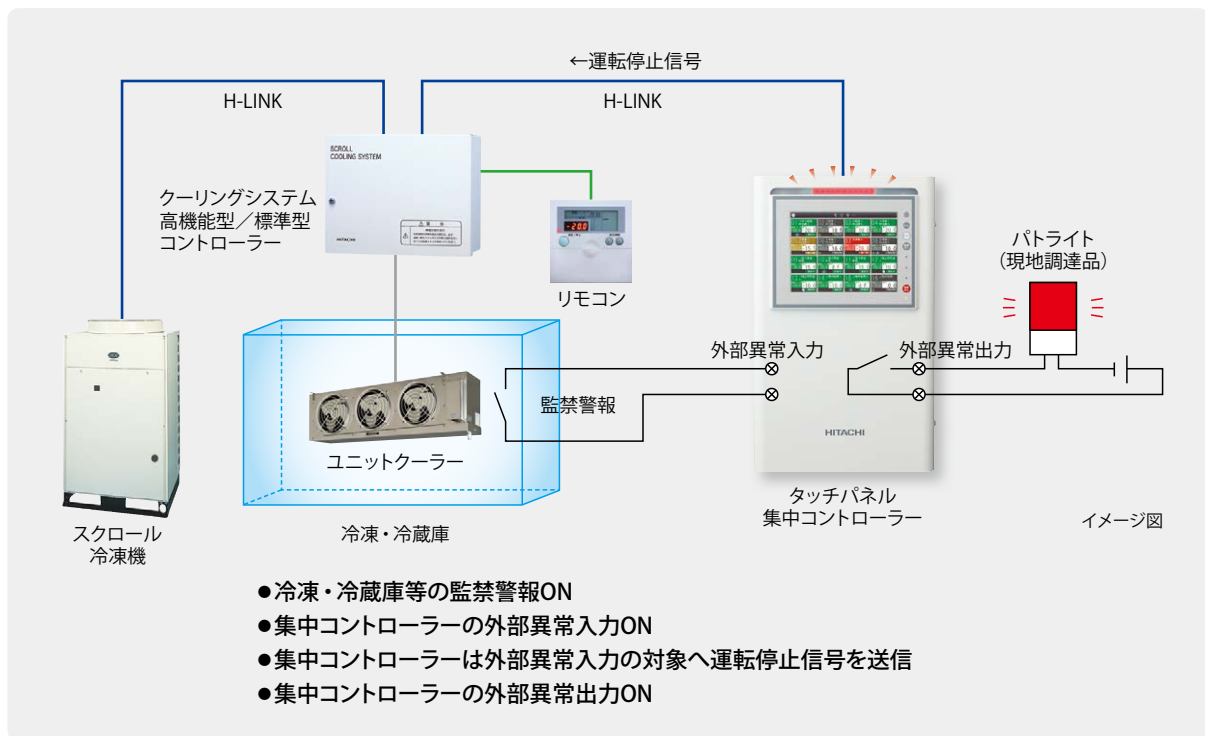 ←運転停止信号
H-LINK
H-LINK
SCROLL
COOLING SYSTEM
クーリングシステム
高機能型／標準型
コントローラー
HITACHI
-20.0
リモコン
パトライト
（現地調達品）
外部異常入力
外部異常出力
監禁警報
ユニットクーラー
HITACHI
スクロール
冷凍機
冷凍・冷蔵庫
タッチパネル
集中コントローラー
イメージ図
●冷凍・冷蔵庫等の監禁警報ON
●集中コントローラーの外部異常入力ON
●集中コントローラーは外部異常入力の対象へ運転停止信号を送信
●集中コントローラーの外部異常出力ON